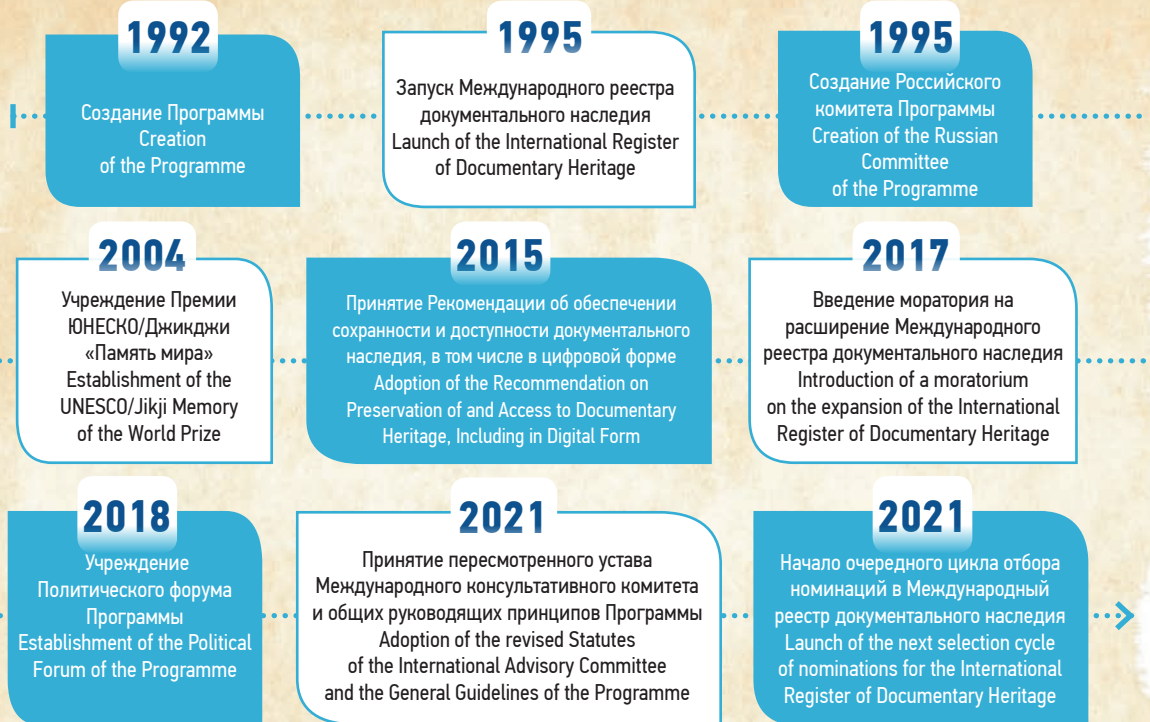 1992
Создание Программы
Creation
of the Programme
1995
Запуск Международного реестра
документального наследия
Launch of the International Register
of Documentary Heritage
1995
Создание Российского
комитета Программы
Creation of the Russian
Committee
of the Programme
2004
Учреждение Премии
ЮНЕСКО/Джикджи
«Память мира»
Establishment of the
UNESCO/Jikji Memory
of the World Prize
2015
Принятие Рекомендации об обеспечении
сохранности и доступности документального
наследия, в том числе в цифровой форме
Adoption of the Recommendation on
Preservation of and Access to Documentary
Heritage, Including in Digital Form
2017
Введение моратория на
расширение Международного
реестра документального наследия
Introduction of a moratorium
on the expansion of the International
Register of Documentary Heritage
2018
Учреждение
Политического форума
Программы
Establishment of the Political
Forum of the Programme
2021
Принятие пересмотренного устава
Международного консультативного комитета
и общих руководящих принципов Программы
Adoption of the revised Statutes
of the International Advisory Committee
and the General Guidelines of the Programme
2021
Начало очередного цикла отбора
номинаций в Международный
реестр документального наследия
Launch of the next selection cycle
of nominations for the International
Register of Documentary Heritage